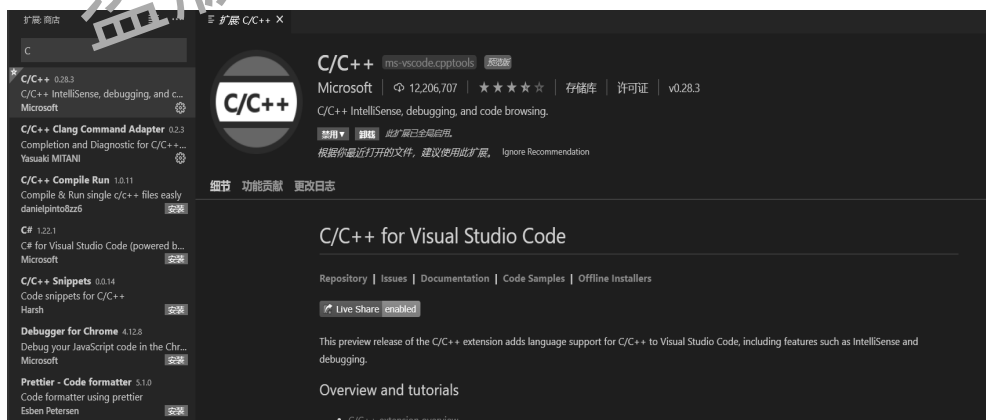 扩展: 商店
C
C/C++ 0.28.3
C/C++ IntelliSense, debugging, and c...
Microsoft
C/C++ Clang Command Adapter 0.2.3
Completion and Diagnostic for C/C++...
Yasuaki MITANI
C/C++ Compile Run 1.0.11
Compile & Run single c/c++ files easly
danielpinto8zz6 安装
C# 1.22.1
C# for Visual Studio Code (powered b...
Microsoft 安装
C/C++ Snippets 0.0.14
Code snippets for C/C++
Harsh 安装
Debugger for Chrome 4.12.8
Debug your JavaScript code in the Chr...
Microsoft 安装
Prettier - Code formatter 5.1.0
Code formatter using prettier
Esben Petersen 安装
扩展: C/C++
C/C++
C/C++ ms-vscode.cpptools 预览版
Microsoft 12,206,707 存储库 许可证 v0.28.3
C/C++ IntelliSense, debugging, and code browsing.
禁用 卸载 此扩展已全局启用。
根据你最近打开的文件，建议使用此扩展。 Ignore Recommendation
细节 功能贡献 更改日志
C/C++ for Visual Studio Code
Repository | Issues | Documentation | Code Samples | Offline Installers
Live Share enabled
This preview release of the C/C++ extension adds language support for C/C++ to Visual Studio Code, including features such as IntelliSense and
debugging.
Overview and tutorials
C/C++ extension overview